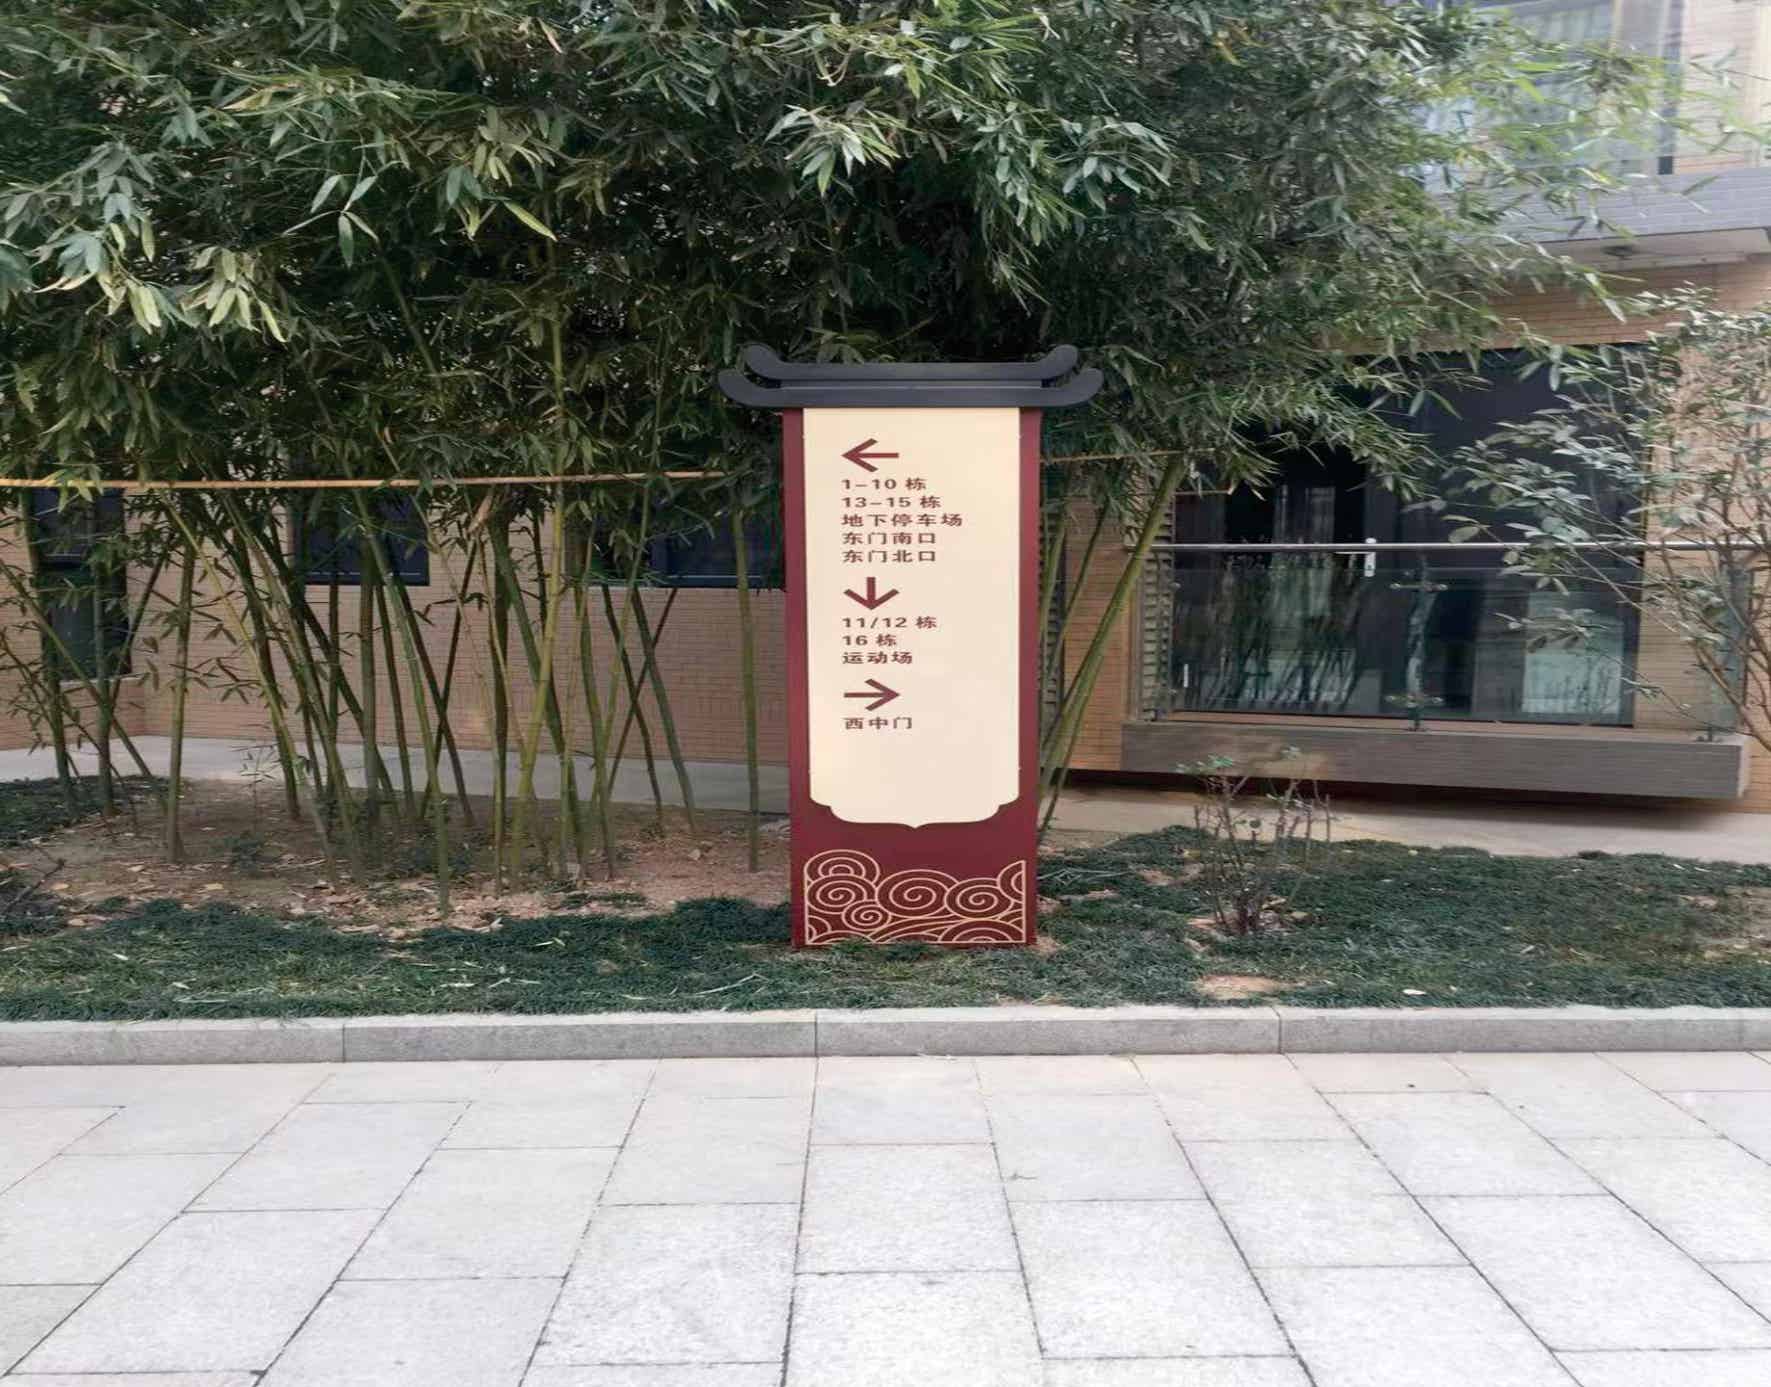 ←
1-10 栋
13-15 栋
地下停车场
东门南口
东门北口
↓
11/12 栋
16 栋
运动场
→
西中门